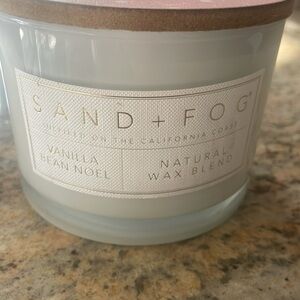 SAND + FOG®
INSPIRED ON THE CALIFORNIA COAST
VANILLA
BEAN NOEL
NATURAL
WAX BLEND